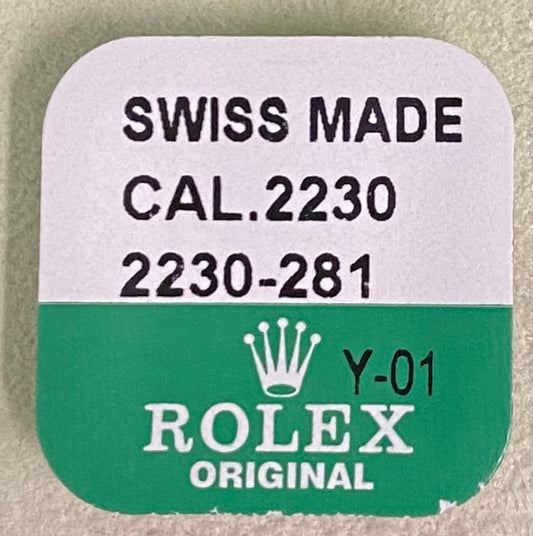 SWISS MADE
CAL.2230
2230-281
Y-01
ROLEX
ORIGINAL